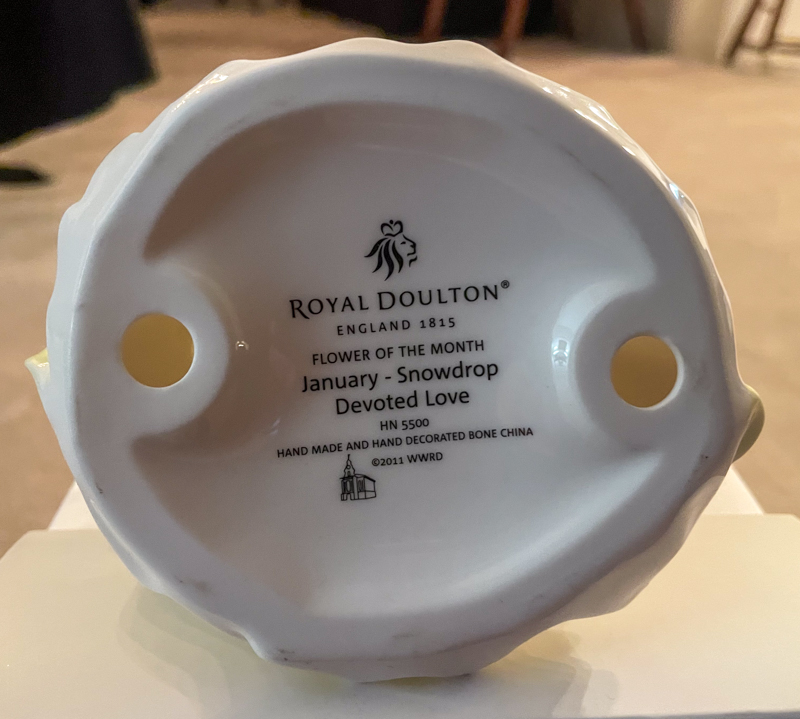 ROYAL DOULTON®
ENGLAND 1815
FLOWER OF THE MONTH
January - Snowdrop
Devoted Love
HN 5500
HAND MADE AND HAND DECORATED BONE CHINA
©2011 WWRD